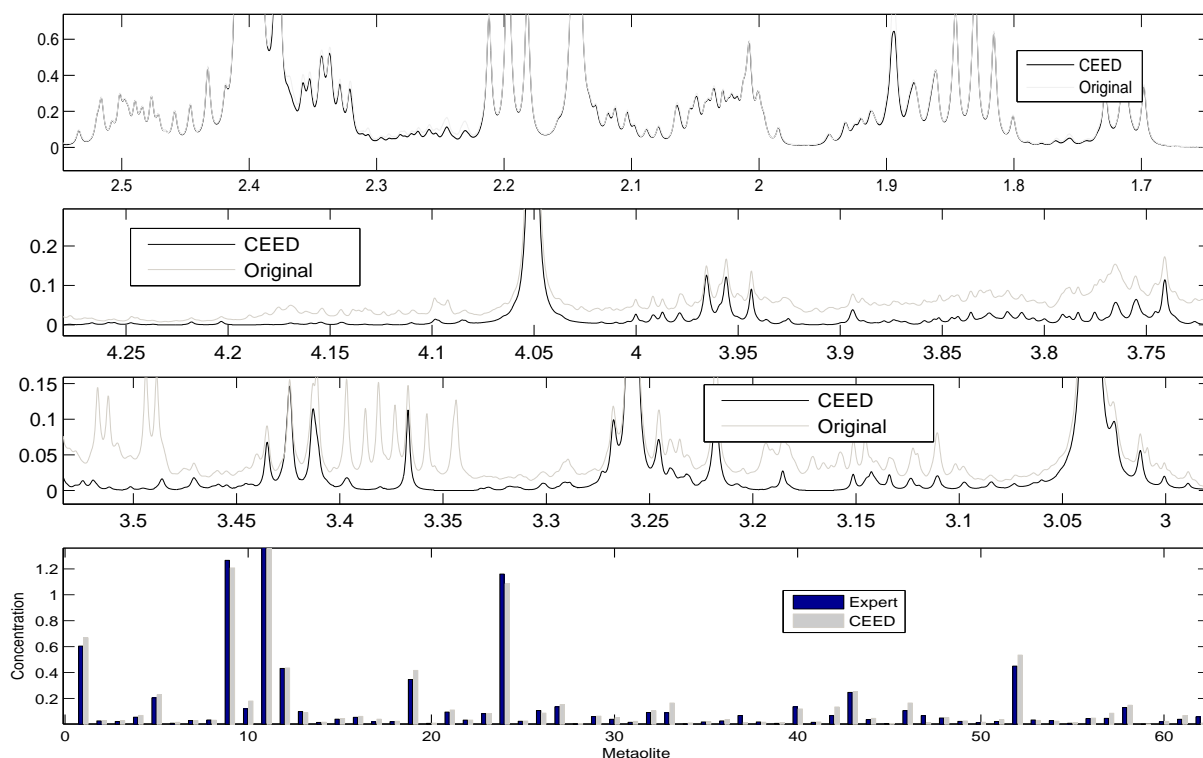 0.6
0.4
0.2
0
CEED
Original
2.5 2.4 2.3 2.2 2.1 2 1.9 1.8 1.7
0.2
0.1
0
CEED
Original
4.25 4.2 4.15 4.1 4.05 4 3.95 3.9 3.85 3.8 3.75
0.15
0.1
0.05
0
CEED
Original
3.5 3.45 3.4 3.35 3.3 3.25 3.2 3.15 3.1 3.05 3
Concentration
1.2
1
0.8
0.6
0.4
0.2
Expert
CEED
0 10 20 30 40 50 60
Metaolite